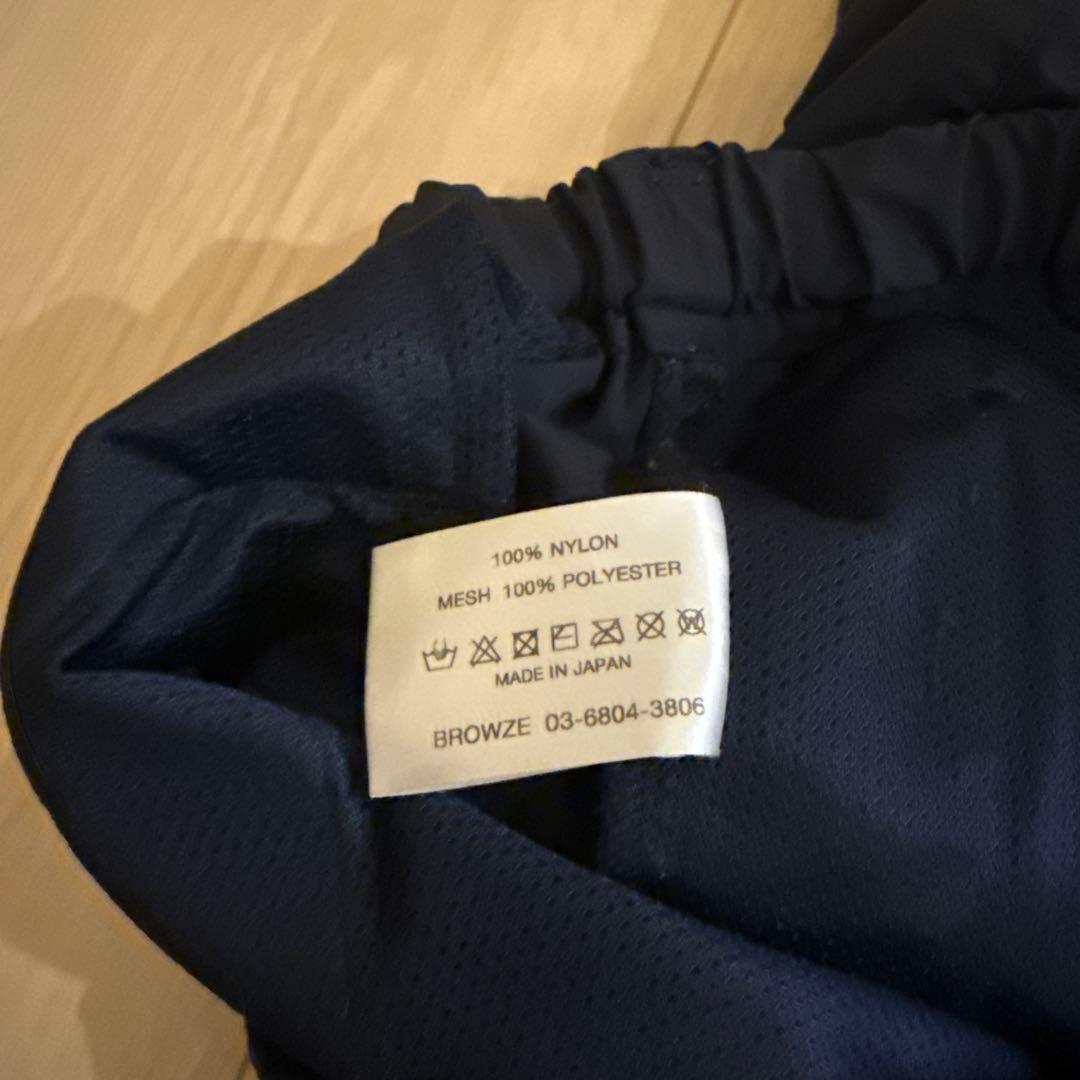 100% NYLON
MESH 100% POLYESTER
MADE IN JAPAN
BROWZE 03-6804-3806